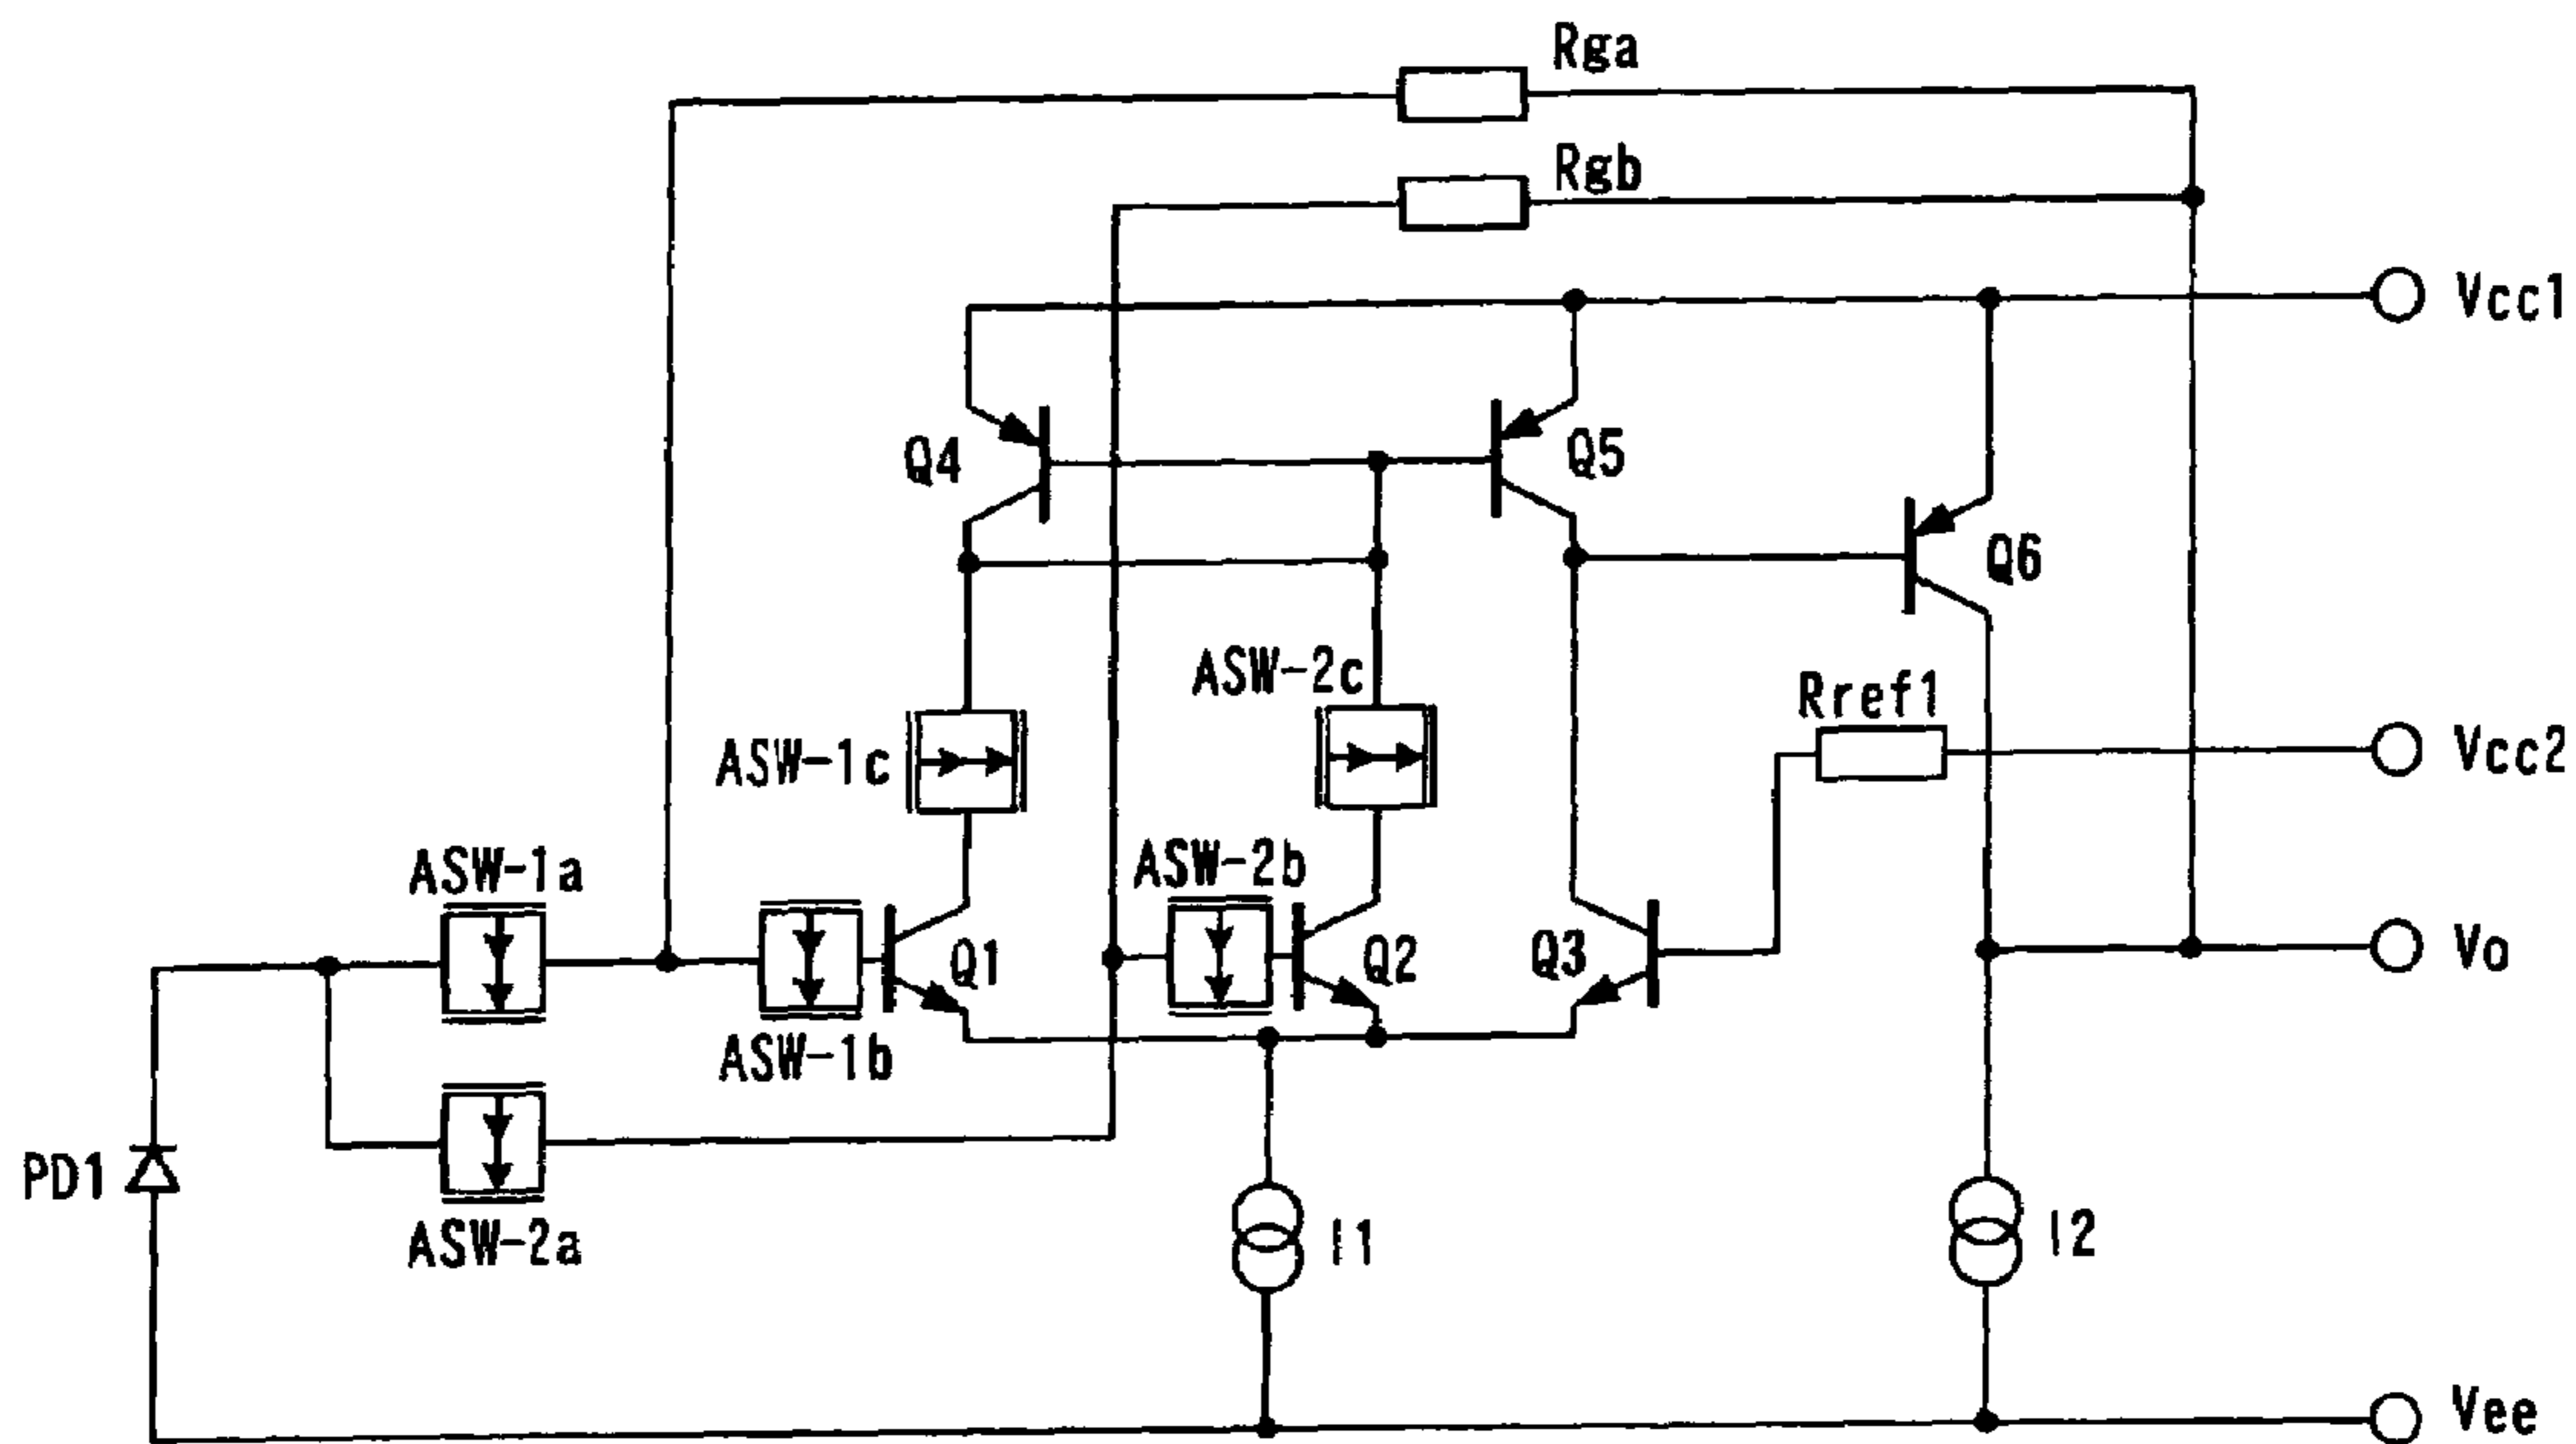 Rga
Rgb
Vcc1
Q4
Q5
Q6
ASW-2c
Rref1
ASW-1c
Vcc2
ASW-1a
ASW-2b
Q1
Q2
Q3
Vo
ASW-1b
PD1
ASW-2a
I1
I2
Vee